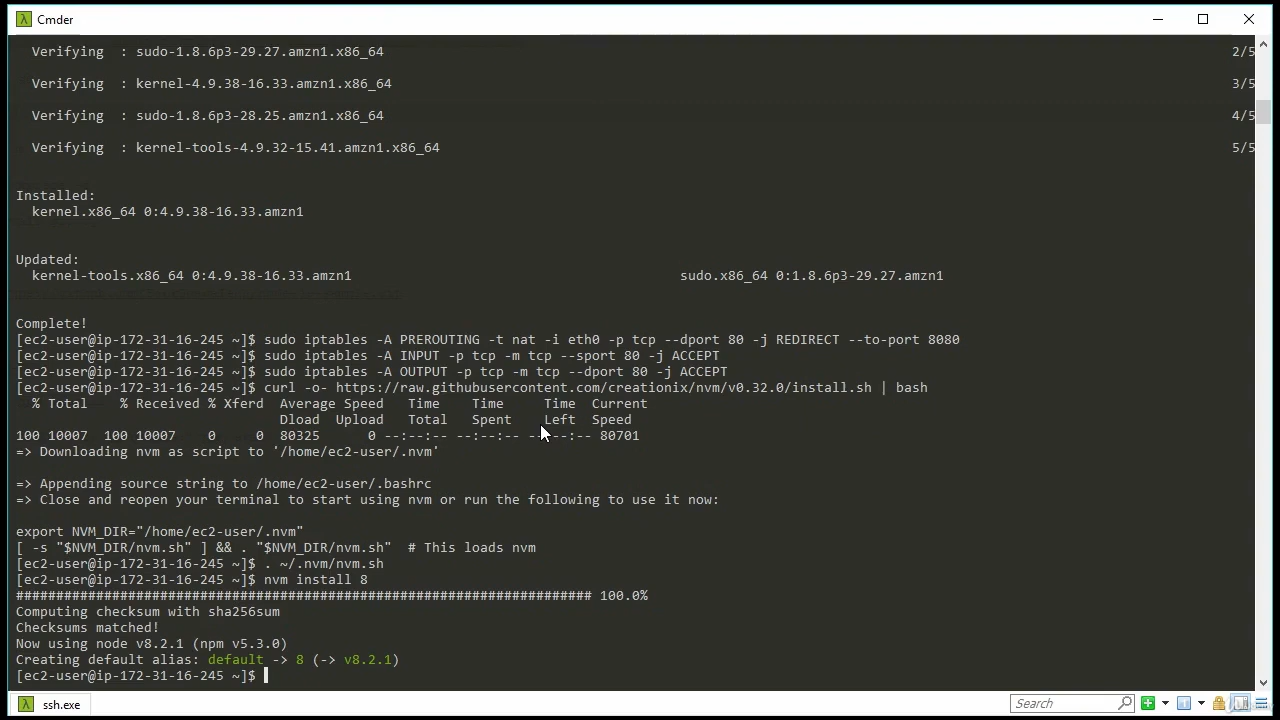 Cmder
Verifying  : sudo-1.8.6p3-29.27.amzn1.x86_64 2/5
Verifying  : kernel-4.9.38-16.33.amzn1.x86_64 3/5
Verifying  : sudo-1.8.6p3-28.25.amzn1.x86_64 4/5
Verifying  : kernel-tools-4.9.32-15.41.amzn1.x86_64 5/5
Installed:
kernel.x86_64 0:4.9.38-16.33.amzn1
Updated:
kernel-tools.x86_64 0:4.9.38-16.33.amzn1 sudo.x86_64 0:1.8.6p3-29.27.amzn1
Complete!
[ec2-user@ip-172-31-16-245 ~]$ sudo iptables -A PREROUTING -t nat -i eth0 -p tcp --dport 80 -j REDIRECT --to-port 8080
[ec2-user@ip-172-31-16-245 ~]$ sudo iptables -A INPUT -p tcp -m tcp --sport 80 -j ACCEPT
[ec2-user@ip-172-31-16-245 ~]$ sudo iptables -A OUTPUT -p tcp -m tcp --dport 80 -j ACCEPT
[ec2-user@ip-172-31-16-245 ~]$ curl -o- https://raw.githubusercontent.com/creationix/nvm/v0.32.0/install.sh | bash
% Total    % Received % Xferd  Average Speed   Time    Time     Time  Current
Dload  Upload   Total   Spent    Left  Speed
100 10007  100 10007    0     0  80325      0 --:--:-- --:--:-- --:--:-- 80701
=> Downloading nvm as script to '/home/ec2-user/.nvm'
=> Appending source string to /home/ec2-user/.bashrc
=> Close and reopen your terminal to start using nvm or run the following to use it now:
export NVM_DIR="/home/ec2-user/.nvm"
[ -s "$NVM_DIR/nvm.sh" ] && . "$NVM_DIR/nvm.sh"  # This loads nvm
[ec2-user@ip-172-31-16-245 ~]$ . ~/.nvm/nvm.sh
[ec2-user@ip-172-31-16-245 ~]$ nvm install 8
######################################################################## 100.0%
Computing checksum with sha256sum
Checksums matched!
Now using node v8.2.1 (npm v5.3.0)
Creating default alias: default -> 8 (-> v8.2.1)
[ec2-user@ip-172-31-16-245 ~]$
ssh.exe
Search